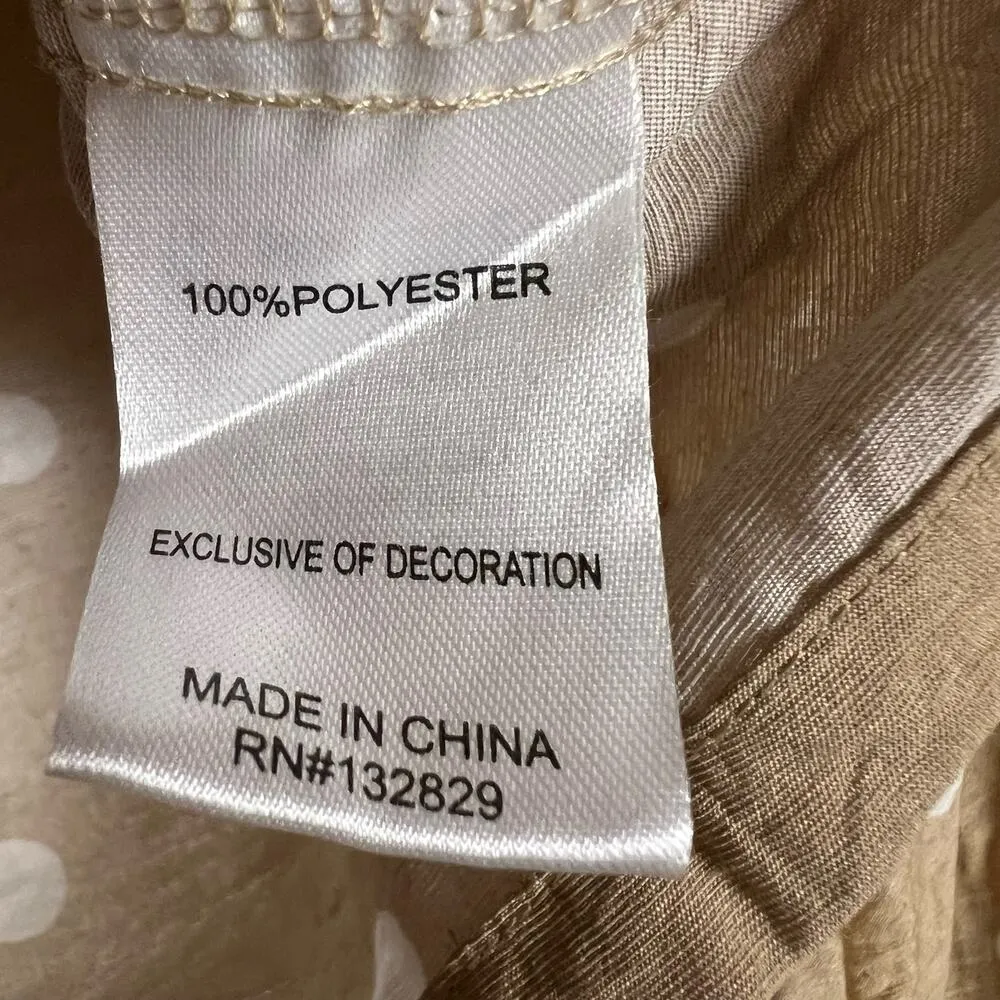 100%POLYESTER
EXCLUSIVE OF DECORATION
MADE IN CHINA
RN#132829